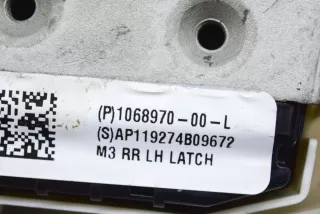 (P)1068970-00-L
(S)AP119274B09672
M3 RR LH LATCH